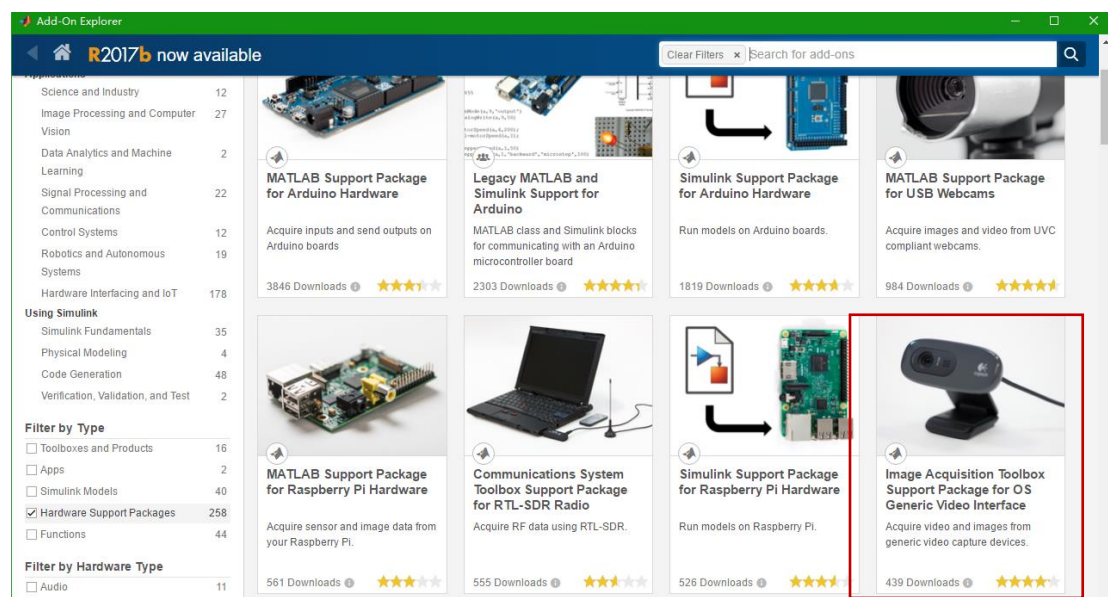 Add-On Explorer
R2017b now available
Clear Filters × Search for add-ons
Applications
Science and Industry 12
Image Processing and Computer 27
Vision
Data Analytics and Machine 2
Learning
Signal Processing and 22
Communications
Control Systems 12
Robotics and Autonomous 19
Systems
Hardware Interfacing and IoT 178
Using Simulink
Simulink Fundamentals 35
Physical Modeling 4
Code Generation 48
Verification, Validation, and Test 2
Filter by Type
Toolboxes and Products 16
Apps 2
Simulink Models 40
Hardware Support Packages 258
Functions 44
Filter by Hardware Type
Audio 11
MATLAB Support Package
for Arduino Hardware
Acquire inputs and send outputs on
Arduino boards
3846 Downloads
Legacy MATLAB and
Simulink Support for
Arduino
MATLAB class and Simulink blocks
for communicating with an Arduino
microcontroller board
2303 Downloads
Simulink Support Package
for Arduino Hardware
Run models on Arduino boards.
1819 Downloads
MATLAB Support Package
for USB Webcams
Acquire images and video from UVC
compliant webcams.
984 Downloads
MATLAB Support Package
for Raspberry Pi Hardware
Acquire sensor and image data from
your Raspberry Pi.
561 Downloads
Communications System
Toolbox Support Package
for RTL-SDR Radio
Acquire RF data using RTL-SDR.
555 Downloads
Simulink Support Package
for Raspberry Pi Hardware
Run models on Raspberry Pi.
526 Downloads
Image Acquisition Toolbox
Support Package for OS
Generic Video Interface
Acquire video and images from
generic video capture devices.
439 Downloads